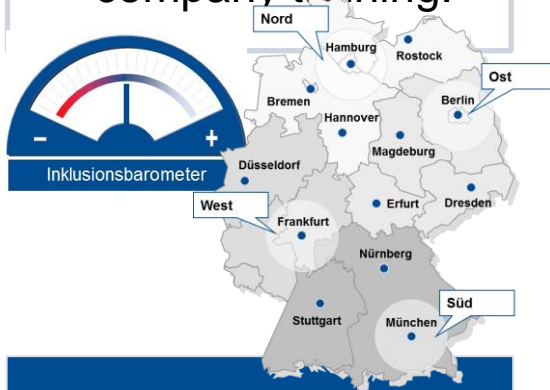 company training.
Nord
Hamburg
Rostock
Ost
Bremen
Berlin
Hannover
Magdeburg
– +
Inklusionsbarometer
Düsseldorf
West
Erfurt
Dresden
Frankfurt
Nürnberg
Süd
Stuttgart
München